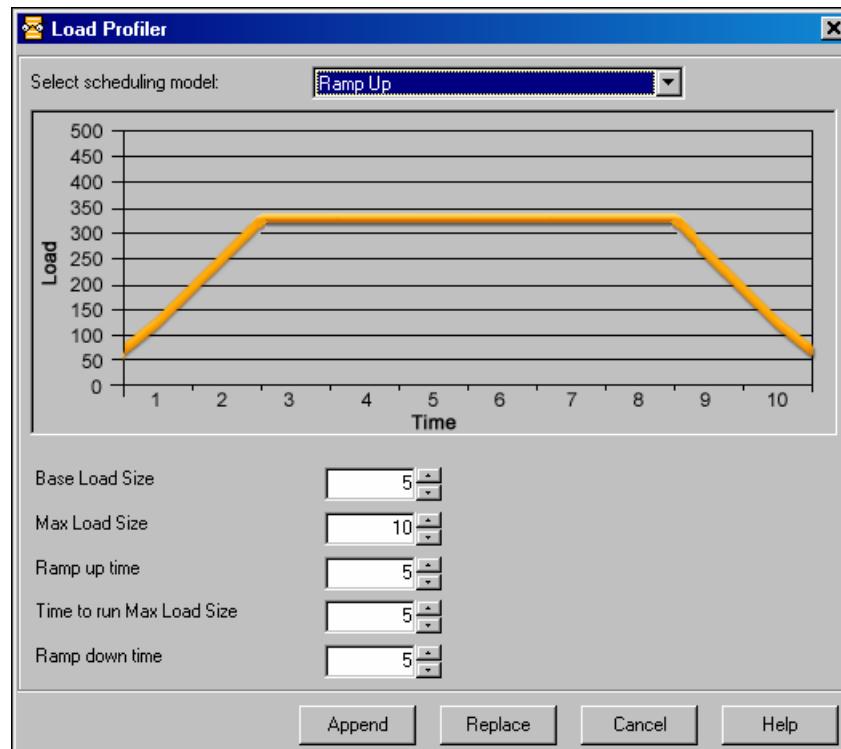 Load Profiler
Select scheduling model: Ramp Up
500
450
400
350
300
250
200
150
100
50
0
Load
1 2 3 4 5 6 7 8 9 10
Time
Base Load Size 5
Max Load Size 10
Ramp up time 5
Time to run Max Load Size 5
Ramp down time 5
Append Replace Cancel Help